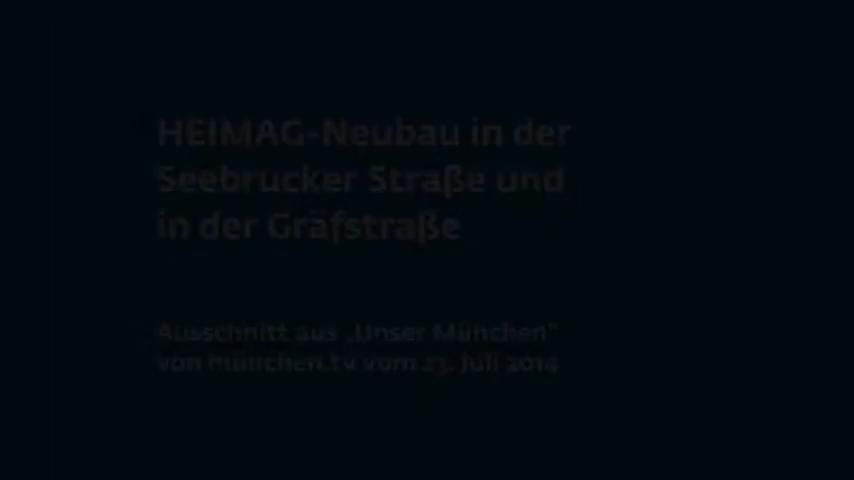 HEIMAG-Neubau in der
Seebrucker Straße und
in der Gräfstraße
Ausschnitt aus „Unser München“
von münchen.tv vom 23. Juli 2014